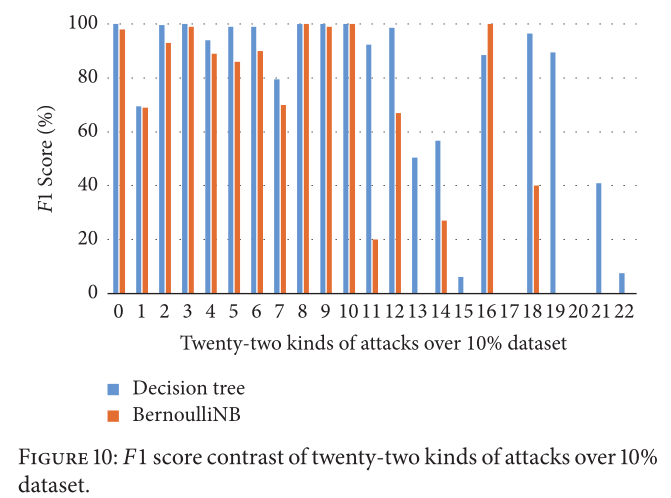 100
80
60
40
20
0
F1 Score (%)
0 1 2 3 4 5 6 7 8 9 10 11 12 13 14 15 16 17 18 19 20 21 22
Twenty-two kinds of attacks over 10% dataset
Decision tree
BernoulliNB
Figure 10: F1 score contrast of twenty-two kinds of attacks over 10%
dataset.